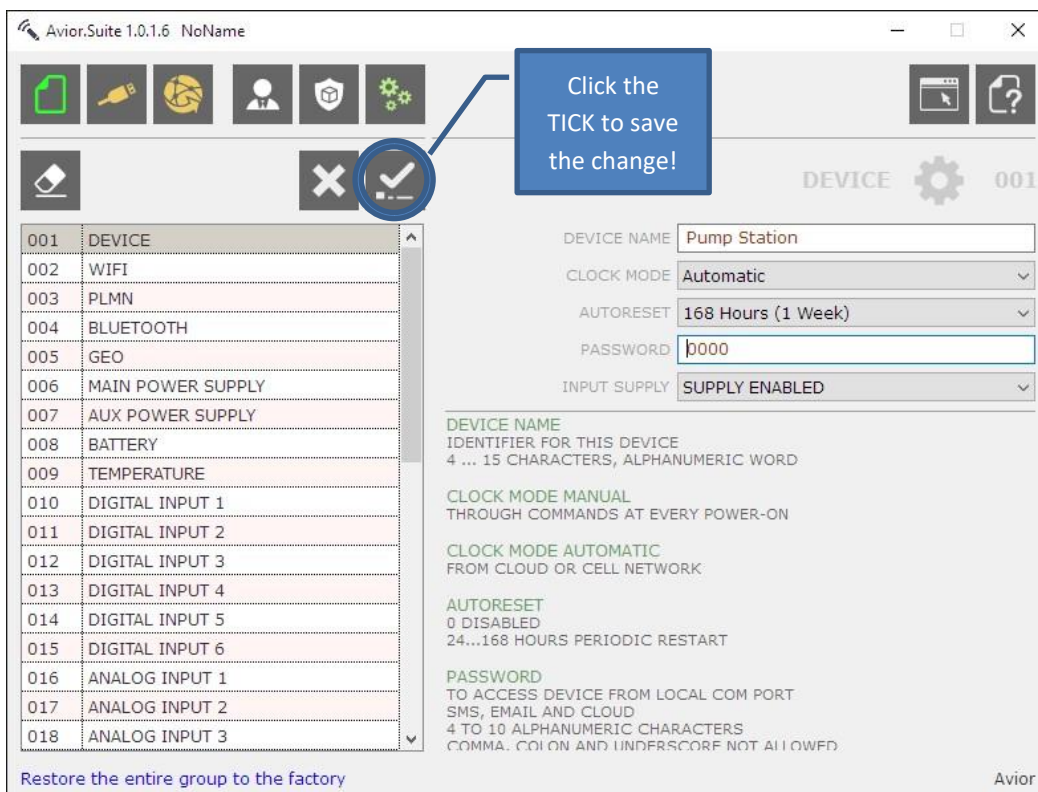 Avior.Suite 1.0.1.6 NoName
Click the
TICK to save
the change!
DEVICE 001
001 DEVICE
002 WIFI
003 PLMN
004 BLUETOOTH
005 GEO
006 MAIN POWER SUPPLY
007 AUX POWER SUPPLY
008 BATTERY
009 TEMPERATURE
010 DIGITAL INPUT 1
011 DIGITAL INPUT 2
012 DIGITAL INPUT 3
013 DIGITAL INPUT 4
014 DIGITAL INPUT 5
015 DIGITAL INPUT 6
016 ANALOG INPUT 1
017 ANALOG INPUT 2
018 ANALOG INPUT 3
DEVICE NAME Pump Station
CLOCK MODE Automatic
AUTORESET 168 Hours (1 Week)
PASSWORD 0000
INPUT SUPPLY SUPPLY ENABLED
DEVICE NAME
IDENTIFIER FOR THIS DEVICE
4 ... 15 CHARACTERS, ALPHANUMERIC WORD
CLOCK MODE MANUAL
THROUGH COMMANDS AT EVERY POWER-ON
CLOCK MODE AUTOMATIC
FROM CLOUD OR CELL NETWORK
AUTORESET
0 DISABLED
24...168 HOURS PERIODIC RESTART
PASSWORD
TO ACCESS DEVICE FROM LOCAL COM PORT
SMS, EMAIL AND CLOUD
4 TO 10 ALPHANUMERIC CHARACTERS
COMMA, COLON AND UNDERSCORE NOT ALLOWED
Restore the entire group to the factory
Avior